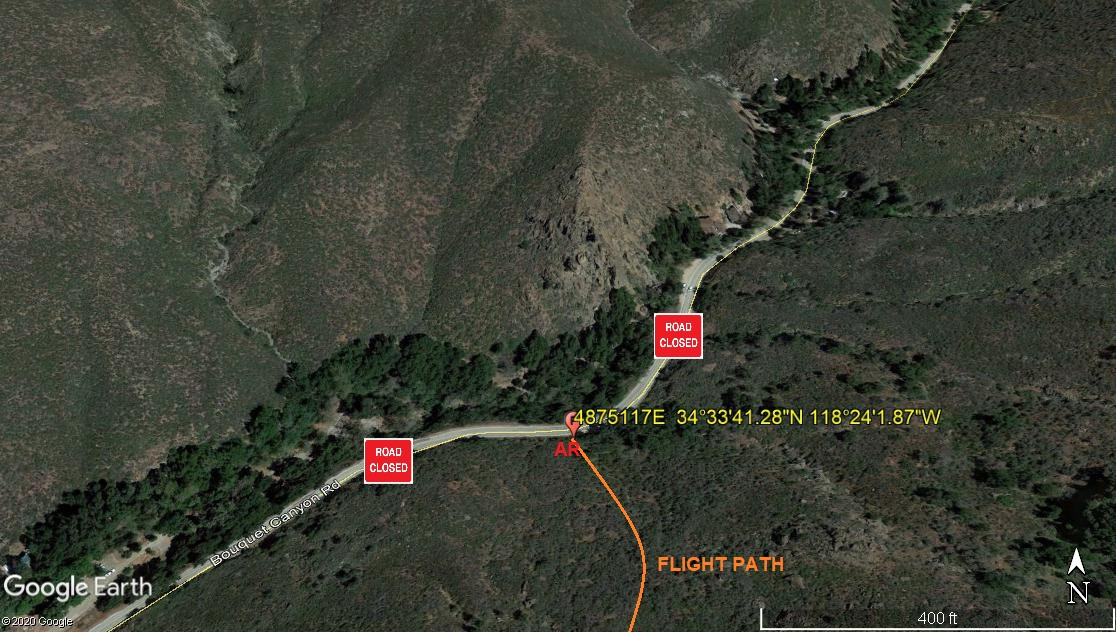 ROAD
CLOSED
4875117E 34°33'41.28"N 118°24'1.87"W
ROAD
CLOSED
AR
Bouquet Canyon Rd
FLIGHT PATH
Google Earth
N
©2020 Google
400 ft